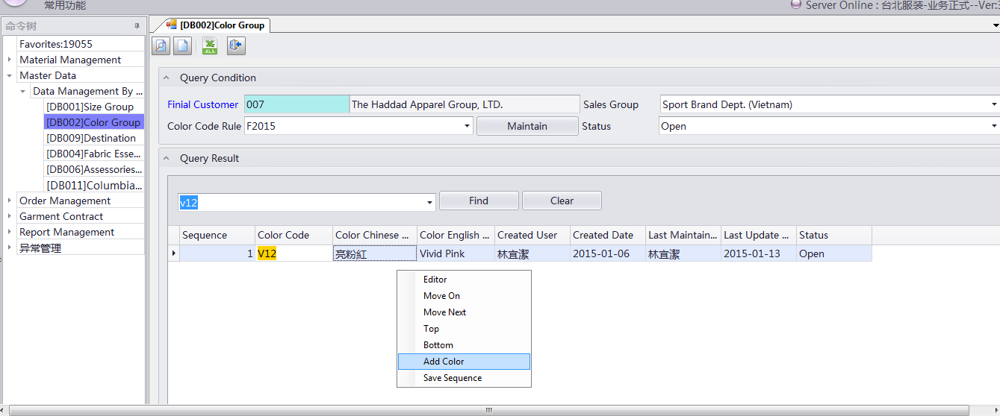 常用功能
Server Online : 台北服装-业务正式--Ver:3
命令树
[DB002]Color Group
Favorites:19055
Material Management
Master Data
Data Management By ...
[DB001]Size Group
[DB002]Color Group
[DB009]Destination
[DB004]Fabric Esse...
[DB006]Assessories...
[DB011]Columbia...
Order Management
Garment Contract
Report Management
异常管理
XLS
Query Condition
Finial Customer 007 The Haddad Apparel Group, LTD. Sales Group Sport Brand Dept. (Vietnam)
Color Code Rule F2015 Maintain Status Open
Query Result
v12 Find Clear
Sequence Color Code Color Chinese ... Color English ... Created User Created Date Last Maintain... Last Update ... Status
1 V12 亮粉紅 Vivid Pink 林宜潔 2015-01-06 林宜潔 2015-01-13 Open
Editor
Move On
Move Next
Top
Bottom
Add Color
Save Sequence